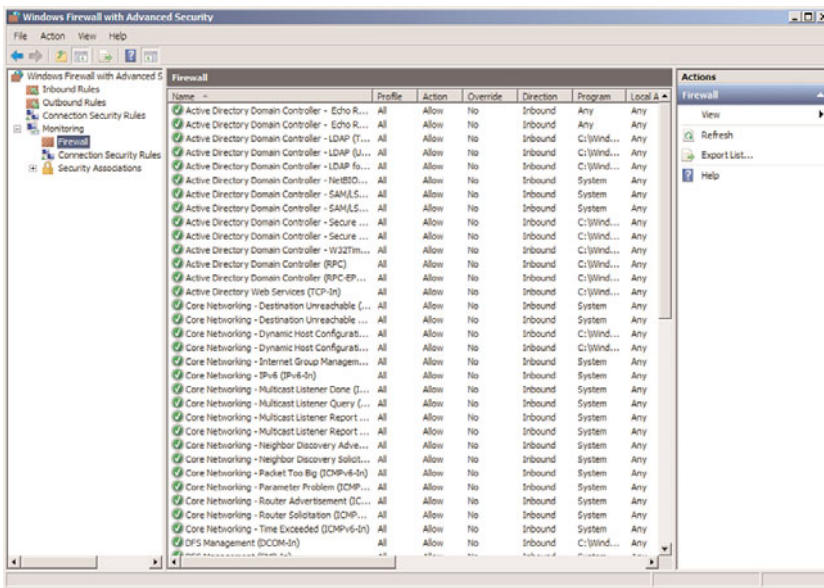 Windows Firewall with Advanced Security
File Action View Help
Windows Firewall with Advanced S
Inbound Rules
Outbound Rules
Connection Security Rules
Monitoring
Firewall
Connection Security Rules
Security Associations
Firewall
Name Profile Action Override Direction Program Local A
Active Directory Domain Controller - Echo R... All Allow No Inbound Any Any
Active Directory Domain Controller - Echo R... All Allow No Inbound Any Any
Active Directory Domain Controller - LDAP (T... All Allow No Inbound C:\Wind... Any
Active Directory Domain Controller - LDAP (U... All Allow No Inbound C:\Wind... Any
Active Directory Domain Controller - LDAP fo... All Allow No Inbound C:\Wind... Any
Active Directory Domain Controller - NetBIO... All Allow No Inbound System Any
Active Directory Domain Controller - SAM/LS... All Allow No Inbound System Any
Active Directory Domain Controller - SAM/LS... All Allow No Inbound System Any
Active Directory Domain Controller - Secure ... All Allow No Inbound C:\Wind... Any
Active Directory Domain Controller - Secure ... All Allow No Inbound C:\Wind... Any
Active Directory Domain Controller - W32Tim... All Allow No Inbound C:\Wind... Any
Active Directory Domain Controller (RPC) All Allow No Inbound C:\Wind... Any
Active Directory Domain Controller (RPC-EP... All Allow No Inbound C:\Wind... Any
Active Directory Web Services (TCP-In) All Allow No Inbound C:\Wind... Any
Core Networking - Destination Unreachable (... All Allow No Inbound System Any
Core Networking - Destination Unreachable ... All Allow No Inbound System Any
Core Networking - Dynamic Host Configurati... All Allow No Inbound C:\Wind... Any
Core Networking - Dynamic Host Configurati... All Allow No Inbound C:\Wind... Any
Core Networking - Internet Group Managem... All Allow No Inbound System Any
Core Networking - IPv6 (IPv6-In) All Allow No Inbound System Any
Core Networking - Multicast Listener Done (I... All Allow No Inbound System Any
Core Networking - Multicast Listener Query (... All Allow No Inbound System Any
Core Networking - Multicast Listener Report ... All Allow No Inbound System Any
Core Networking - Multicast Listener Report ... All Allow No Inbound System Any
Core Networking - Neighbor Discovery Adve... All Allow No Inbound System Any
Core Networking - Neighbor Discovery Solicit... All Allow No Inbound System Any
Core Networking - Packet Too Big (ICMPv6-In) All Allow No Inbound System Any
Core Networking - Parameter Problem (ICMP... All Allow No Inbound System Any
Core Networking - Router Advertisement (IC... All Allow No Inbound System Any
Core Networking - Router Solicitation (ICMP... All Allow No Inbound System Any
Core Networking - Time Exceeded (ICMPv6-In) All Allow No Inbound System Any
DFS Management (DCOM-In) All Allow No Inbound C:\Wind... Any
Actions
Firewall
View
Refresh
Export List...
Help